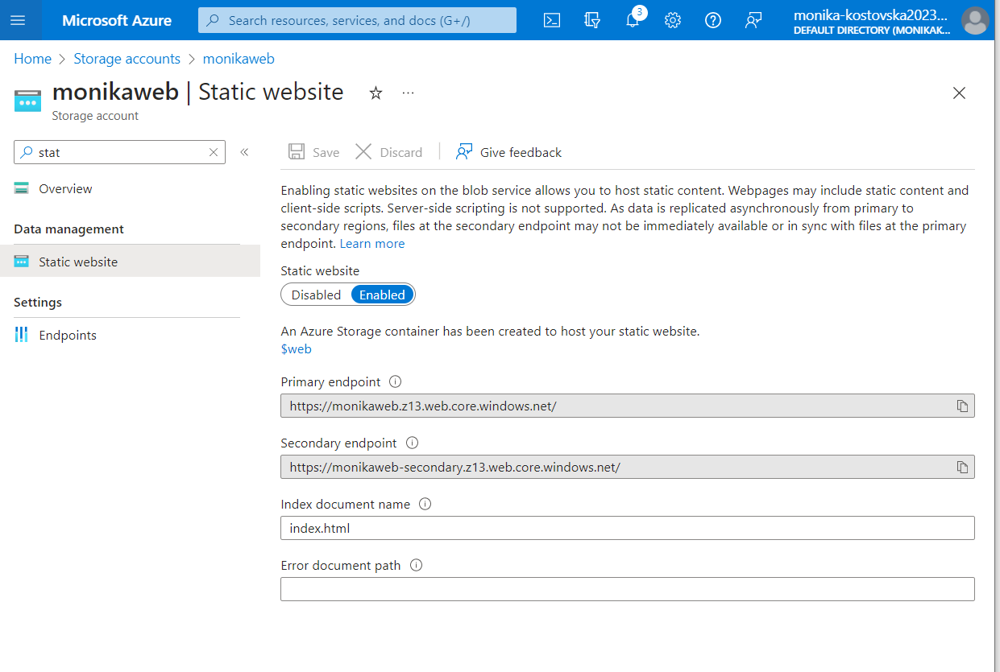 Microsoft Azure
Search resources, services, and docs (G+/)
3
monika-kostovska2023...
DEFAULT DIRECTORY (MONIKAK...
Home > Storage accounts > monikaweb
monikaweb | Static website
Storage account
stat
Overview
Data management
Static website
Settings
Endpoints
Save Discard Give feedback
Enabling static websites on the blob service allows you to host static content. Webpages may include static content and
client-side scripts. Server-side scripting is not supported. As data is replicated asynchronously from primary to
secondary regions, files at the secondary endpoint may not be immediately available or in sync with files at the primary
endpoint. Learn more
Static website
Disabled Enabled
An Azure Storage container has been created to host your static website.
$web
Primary endpoint
https://monikaweb.z13.web.core.windows.net/
Secondary endpoint
https://monikaweb-secondary.z13.web.core.windows.net/
Index document name
index.html
Error document path